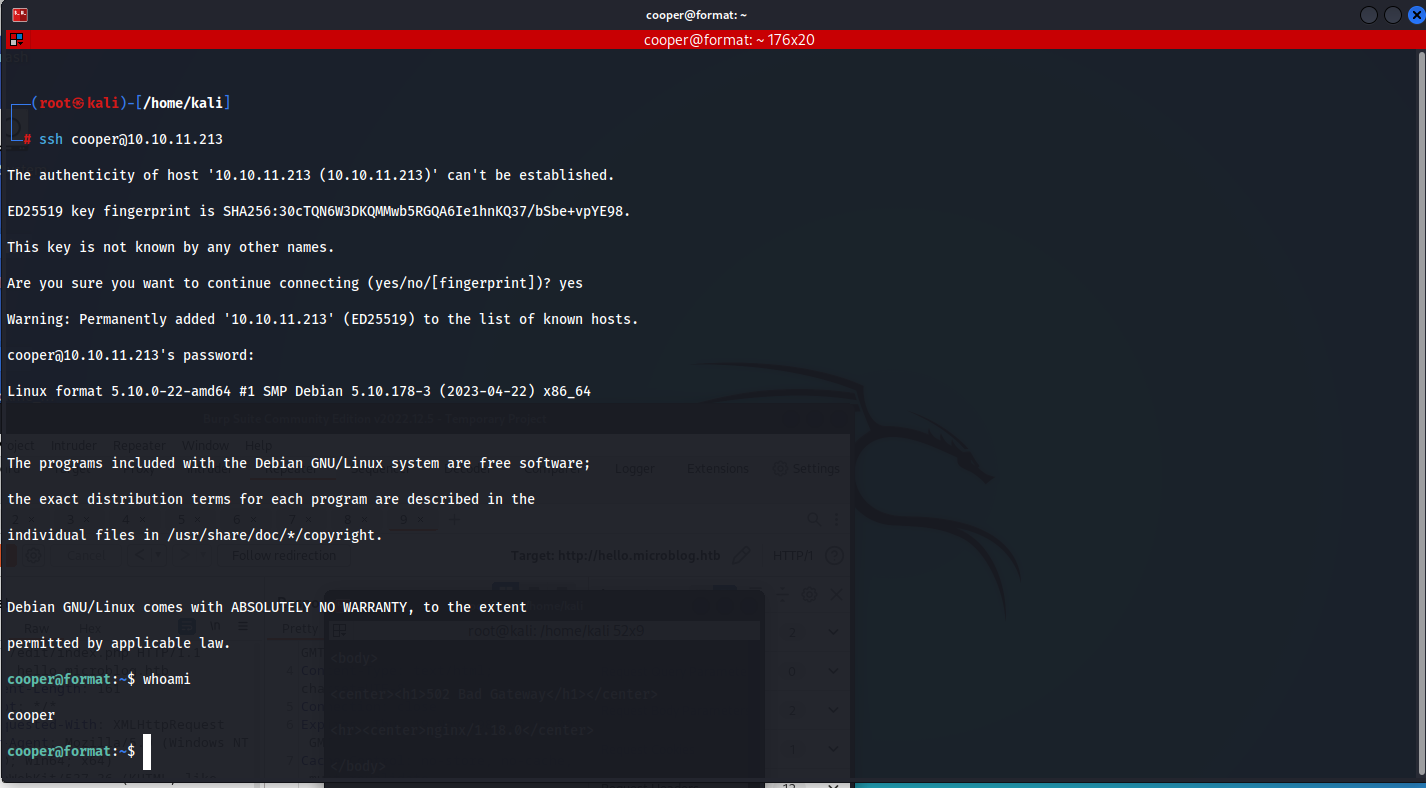 cooper@format: ~
cooper@format: ~ 176x20
(root㉿kali)-[/home/kali]
# ssh cooper@10.10.11.213
The authenticity of host '10.10.11.213 (10.10.11.213)' can't be established.
ED25519 key fingerprint is SHA256:30cTQN6W3DKQMMwb5RGQA6Ie1hnKQ37/bSbe+vpYE98.
This key is not known by any other names.
Are you sure you want to continue connecting (yes/no/[fingerprint])? yes
Warning: Permanently added '10.10.11.213' (ED25519) to the list of known hosts.
cooper@10.10.11.213's password:
Linux format 5.10.0-22-amd64 #1 SMP Debian 5.10.178-3 (2023-04-22) x86_64
Intruder Repeater Window Help
The programs included with the Debian GNU/Linux system are free software;
Logger Extensions Settings
the exact distribution terms for each program are described in the
individual files in /usr/share/doc/*/copyright.
Follow redirection Target: http://hello.microblog.htb HTTP/1
Debian GNU/Linux comes with ABSOLUTELY NO WARRANTY, to the extent
Pretty
root@kali: /home/kali 52x9
permitted by applicable law.
<body>
cooper@format:~$ whoami
<center><h1>502 Bad Gateway</h1></center>
cooper
<hr><center>nginx/1.18.0</center>
cooper@format:~$
</body>